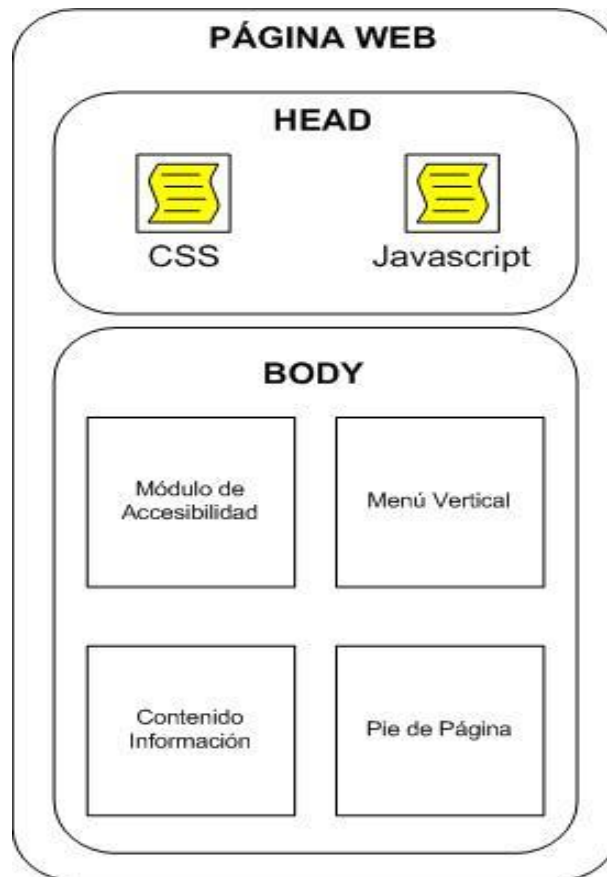 PÁGINA WEB
HEAD
CSS
Javascript
BODY
Módulo de
Accesibilidad
Menú Vertical
Contenido
Información
Pie de Página